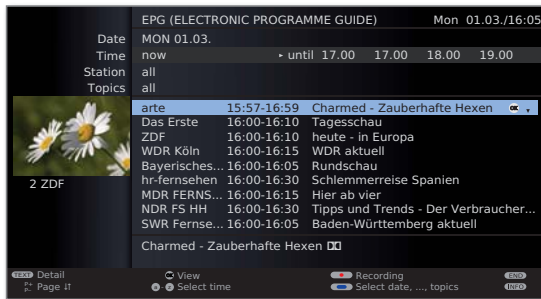 EPG (ELECTRONIC PROGRAMME GUIDE) Mon 01.03./16:05
Date MON 01.03.
Time now ▸ until 17.00 17.00 18.00 19.00
Station all
Topics all
arte 15:57-16:59 Charmed - Zauberhafte Hexen OK
Das Erste 16:00-16:10 Tagesschau
ZDF 16:00-16:10 heute - in Europa
WDR Köln 16:00-16:15 WDR aktuell
Bayerisches... 16:00-16:05 Rundschau
hr-fernsehen 16:00-16:30 Schlemmerreise Spanien
MDR FERNS... 16:00-16:15 Hier ab vier
NDR FS HH 16:00-16:30 Tipps und Trends - Der Verbraucher...
SWR Fernse... 16:00-16:05 Baden-Württemberg aktuell
2 ZDF
Charmed - Zauberhafte Hexen
TEXT Detail OK View Recording END
P+ P- Page Select time Select date, ..., topics INFO